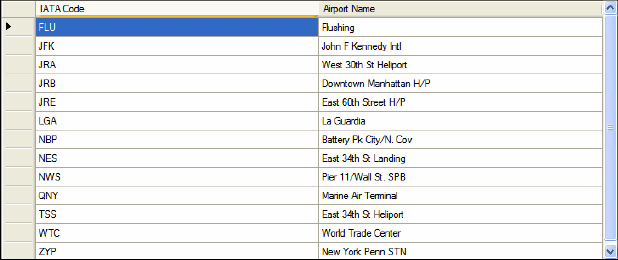 IATA Code Airport Name
FLU Flushing
JFK John F Kennedy Intl
JRA West 30th St Heliport
JRB Downtown Manhattan H/P
JRE East 60th Street H/P
LGA La Guardia
NBP Battery Pk City/N. Cov
NES East 34th St Landing
NWS Pier 11/Wall St. SPB
QNY Marine Air Terminal
TSS East 34th St Heliport
WTC World Trade Center
ZYP New York Penn STN